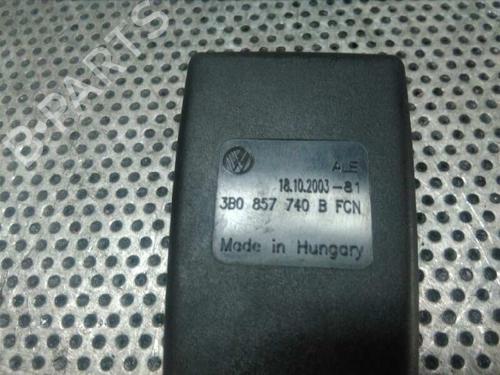 B-PARTS
ALE
18.10.2003-81
3B0 857 740 B FCN
Made in Hungary